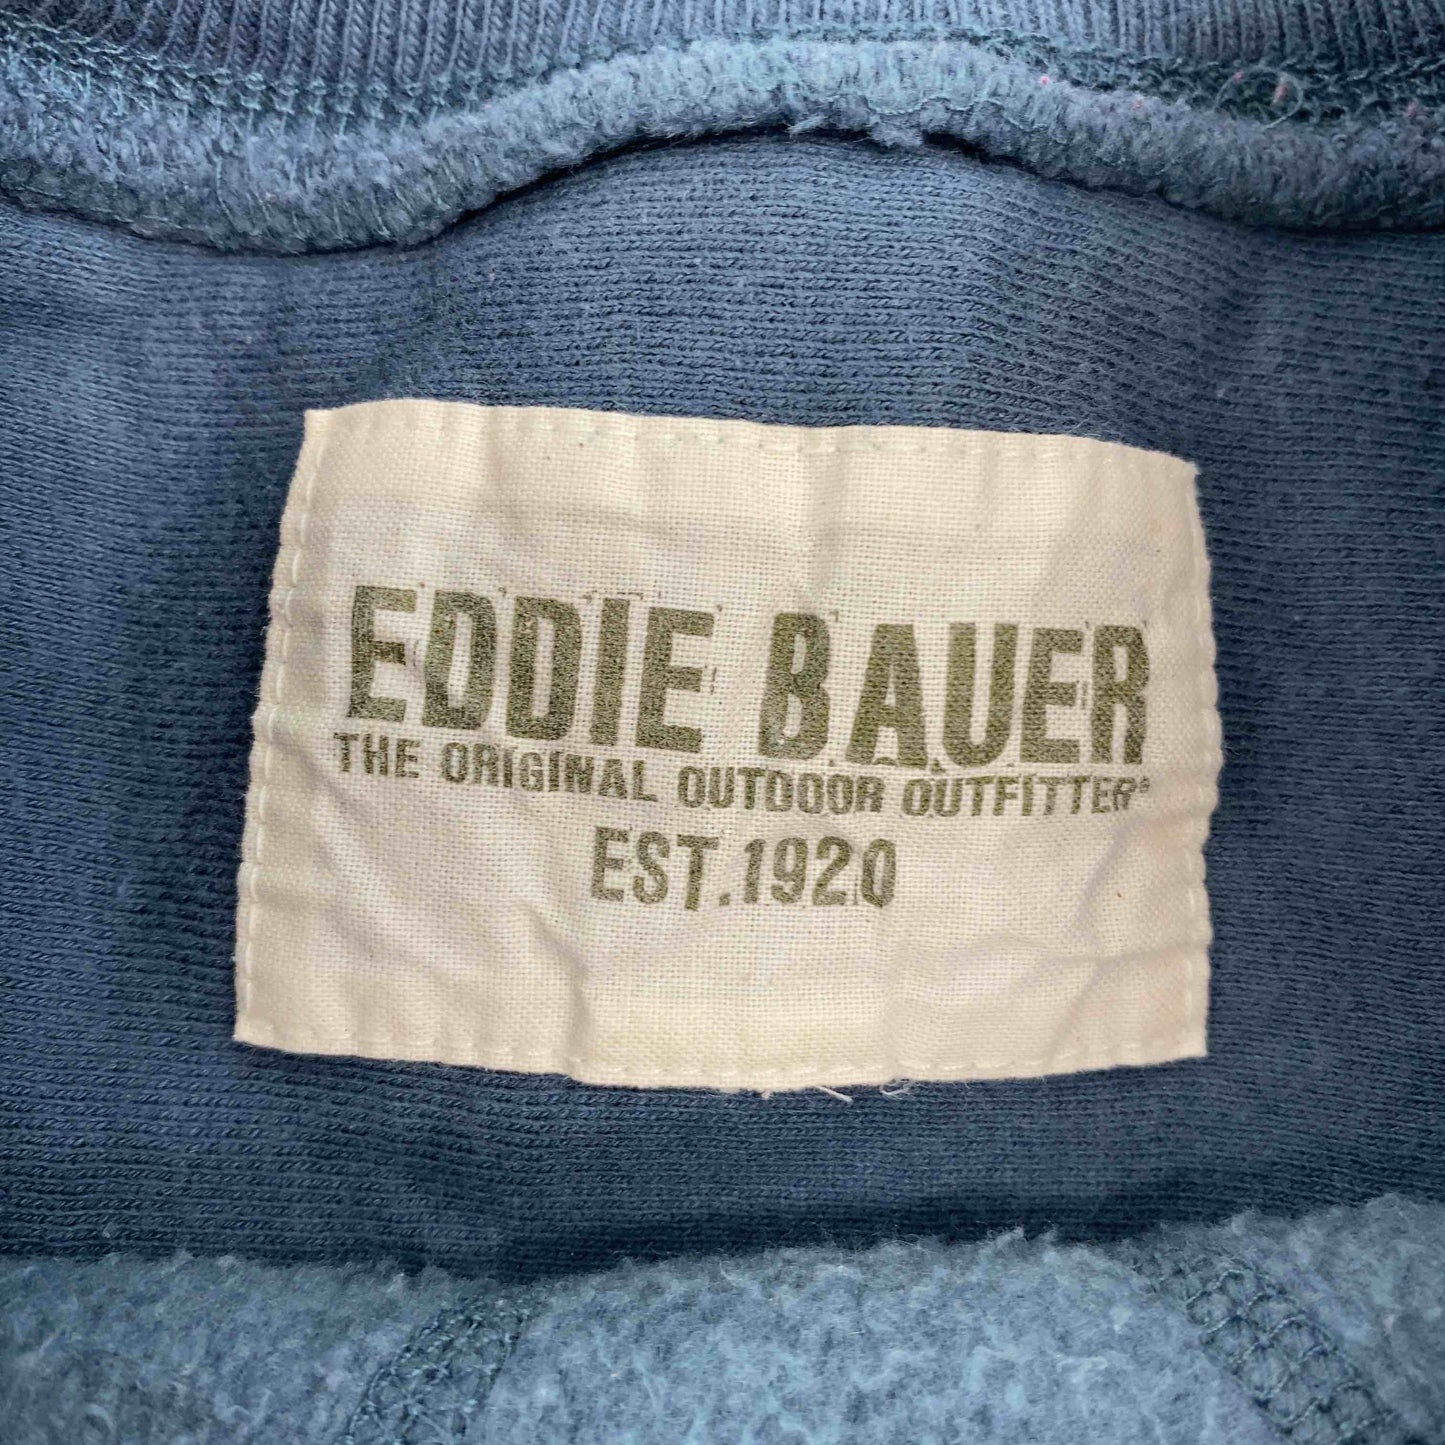 EDDIE BAUER
THE ORIGINAL OUTDOOR OUTFITTER®
EST.1920